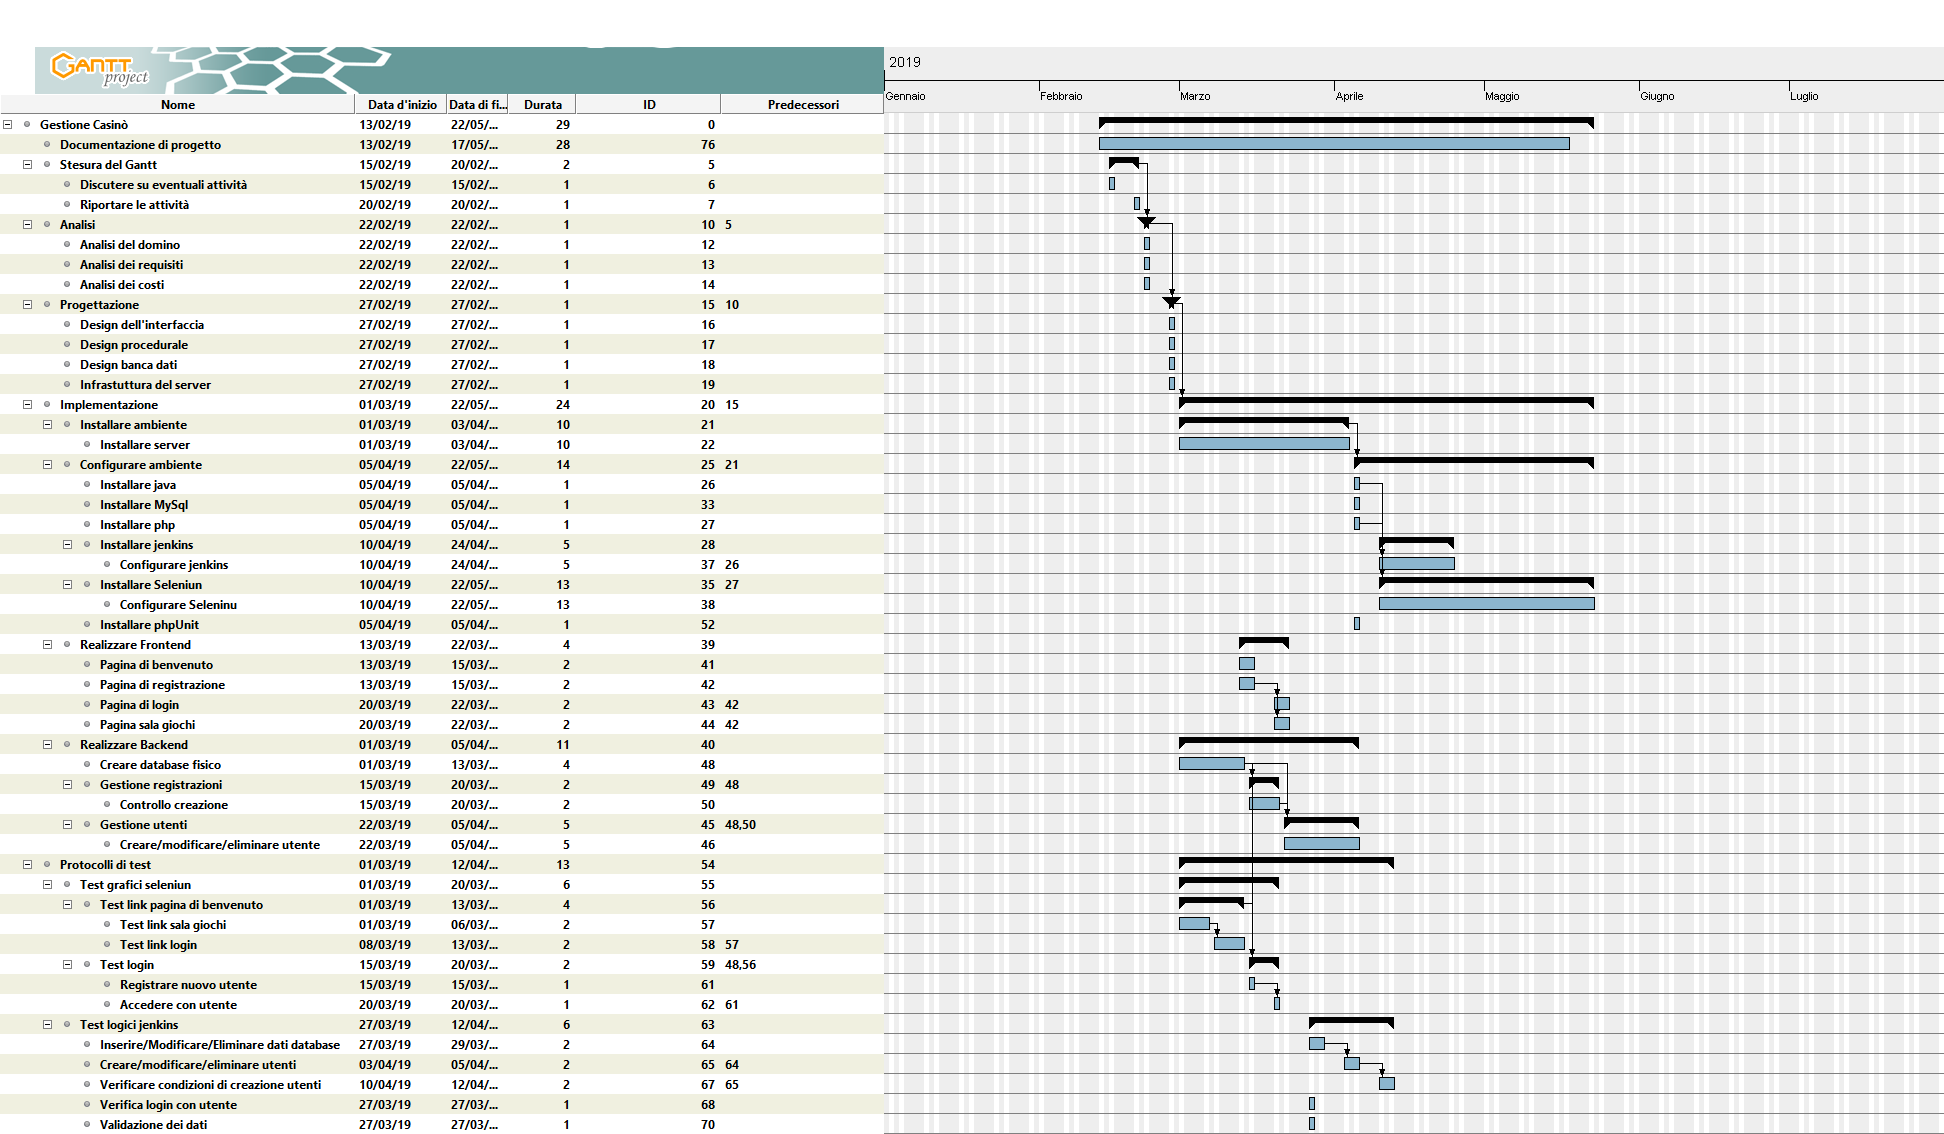 GANTT project
2019
Gennaio Febbraio Marzo Aprile Maggio Giugno Luglio
Nome Data d'inizio Data di fi... Durata ID Predecessori
Gestione Casinò 13/02/19 22/05/... 29 0
Documentazione di progetto 13/02/19 17/05/... 28 76
Stesura del Gantt 15/02/19 20/02/... 2 5
Discutere su eventuali attività 15/02/19 15/02/... 1 6
Riportare le attività 20/02/19 20/02/... 1 7
Analisi 22/02/19 22/02/... 1 10 5
Analisi del domino 22/02/19 22/02/... 1 12
Analisi dei requisiti 22/02/19 22/02/... 1 13
Analisi dei costi 22/02/19 22/02/... 1 14
Progettazione 27/02/19 27/02/... 1 15 10
Design dell'interfaccia 27/02/19 27/02/... 1 16
Design procedurale 27/02/19 27/02/... 1 17
Design banca dati 27/02/19 27/02/... 1 18
Infrastuttura del server 27/02/19 27/02/... 1 19
Implementazione 01/03/19 22/05/... 24 20 15
Installare ambiente 01/03/19 03/04/... 10 21
Installare server 01/03/19 03/04/... 10 22
Configurare ambiente 05/04/19 22/05/... 14 25 21
Installare java 05/04/19 05/04/... 1 26
Installare MySql 05/04/19 05/04/... 1 33
Installare php 05/04/19 05/04/... 1 27
Installare jenkins 10/04/19 24/04/... 5 28
Configurare jenkins 10/04/19 24/04/... 5 37 26
Installare Seleniun 10/04/19 22/05/... 13 35 27
Configurare Seleninu 10/04/19 22/05/... 13 38
Installare phpUnit 05/04/19 05/04/... 1 52
Realizzare Frontend 13/03/19 22/03/... 4 39
Pagina di benvenuto 13/03/19 15/03/... 2 41
Pagina di registrazione 13/03/19 15/03/... 2 42
Pagina di login 20/03/19 22/03/... 2 43 42
Pagina sala giochi 20/03/19 22/03/... 2 44 42
Realizzare Backend 01/03/19 05/04/... 11 40
Creare database fisico 01/03/19 13/03/... 4 48
Gestione registrazioni 15/03/19 20/03/... 2 49 48
Controllo creazione 15/03/19 20/03/... 2 50
Gestione utenti 22/03/19 05/04/... 5 45 48,50
Creare/modificare/eliminare utente 22/03/19 05/04/... 5 46
Protocolli di test 01/03/19 12/04/... 13 54
Test grafici seleniun 01/03/19 20/03/... 6 55
Test link pagina di benvenuto 01/03/19 13/03/... 4 56
Test link sala giochi 01/03/19 06/03/... 2 57
Test link login 08/03/19 13/03/... 2 58 57
Test login 15/03/19 20/03/... 2 59 48,56
Registrare nuovo utente 15/03/19 15/03/... 1 61
Accedere con utente 20/03/19 20/03/... 1 62 61
Test logici jenkins 27/03/19 12/04/... 6 63
Inserire/Modificare/Eliminare dati database 27/03/19 29/03/... 2 64
Creare/modificare/eliminare utenti 03/04/19 05/04/... 2 65 64
Verificare condizioni di creazione utenti 10/04/19 12/04/... 2 67 65
Verifica login con utente 27/03/19 27/03/... 1 68
Validazione dei dati 27/03/19 27/03/... 1 70